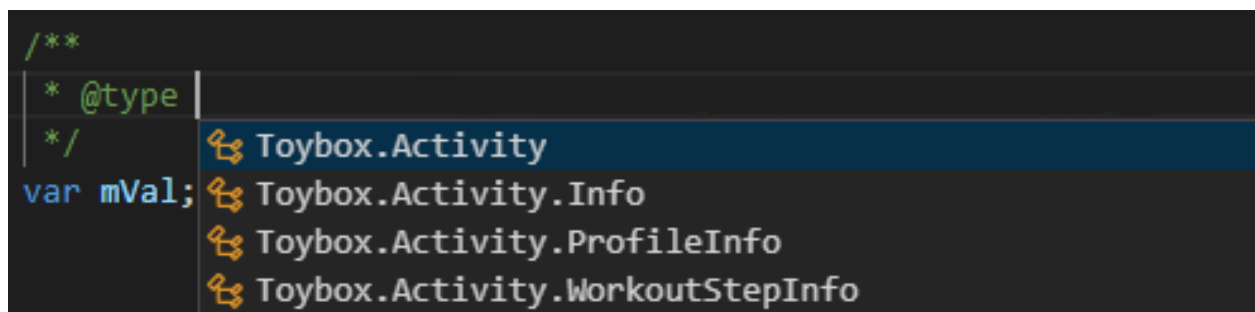 /**
* @type
*/
Toybox.Activity
var mVal;
Toybox.Activity.Info
Toybox.Activity.ProfileInfo
Toybox.Activity.WorkoutStepInfo